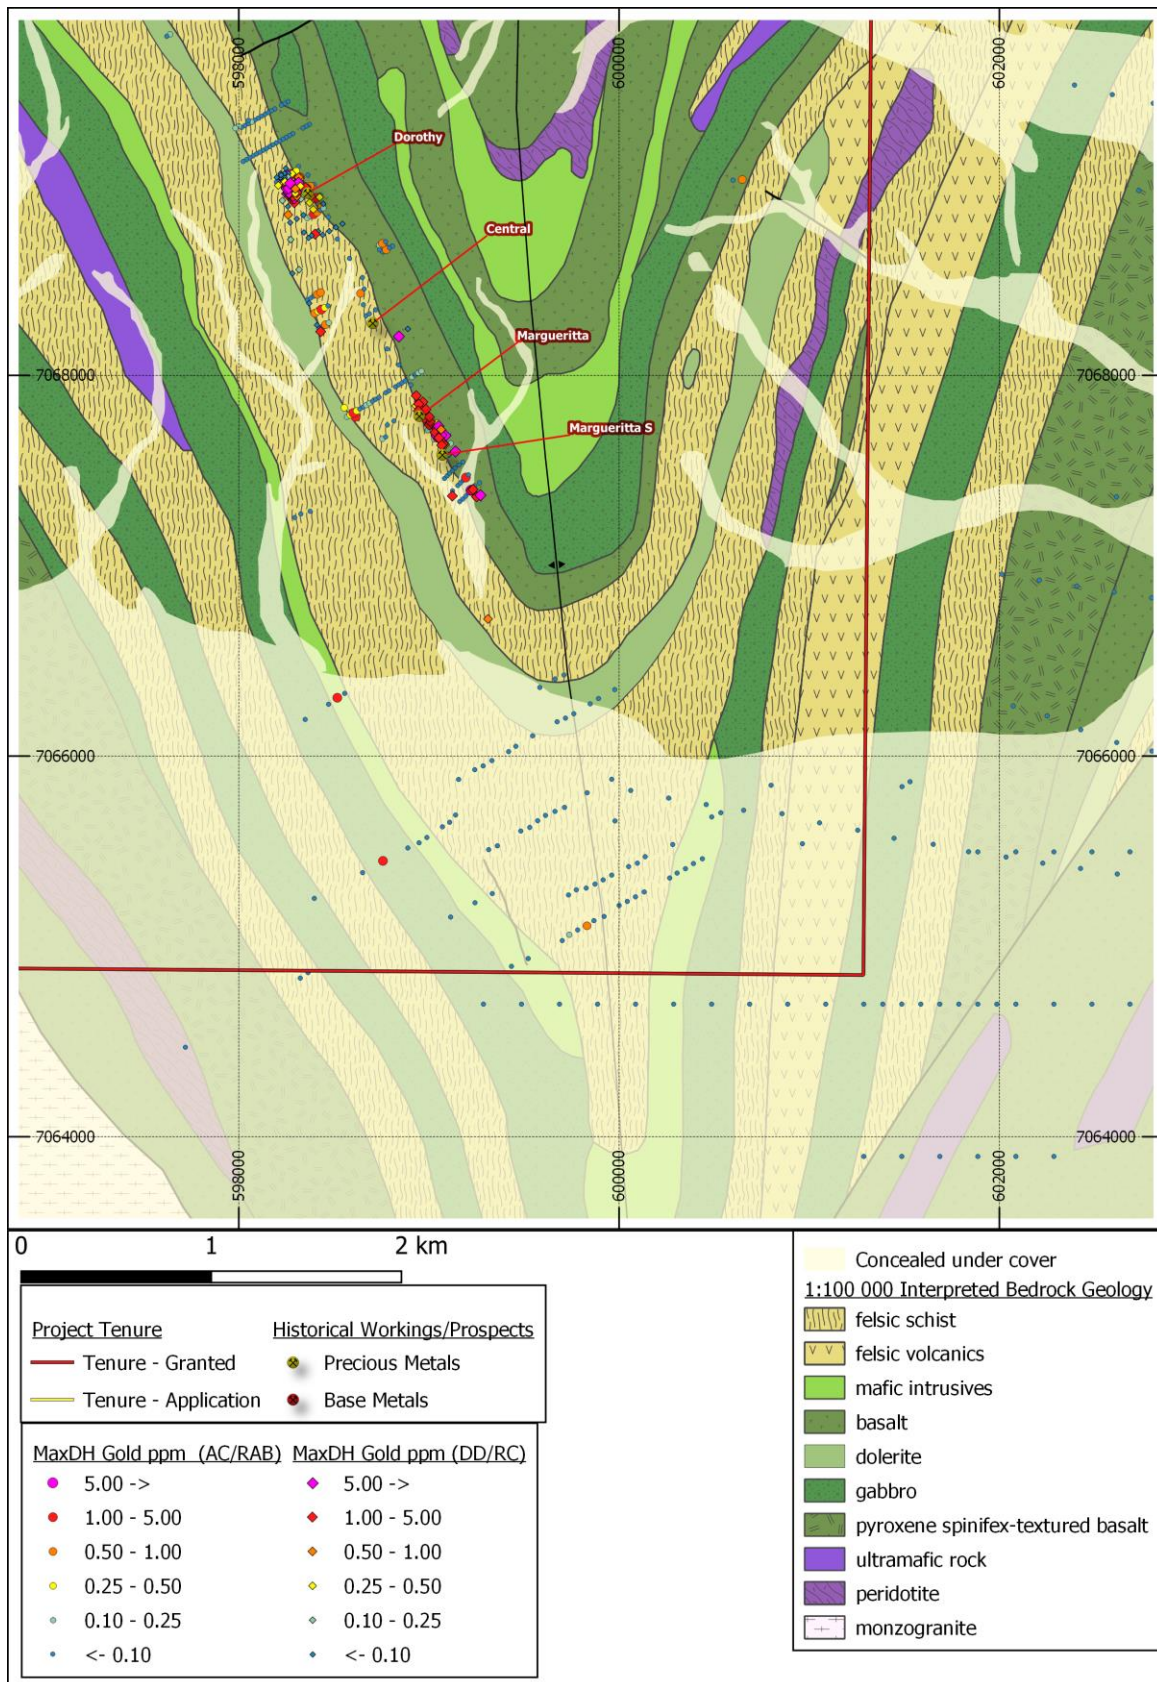 598000
600000
602000
Dorothy
Central
Margueritta
7068000
7068000
Margueritta S
7066000
7066000
7064000
7064000
598000
600000
602000
0 1 2 km
Project Tenure
Tenure - Granted
Tenure - Application
Historical Workings/Prospects
Precious Metals
Base Metals
MaxDH Gold ppm (AC/RAB)
5.00 ->
1.00 - 5.00
0.50 - 1.00
0.25 - 0.50
0.10 - 0.25
<- 0.10
MaxDH Gold ppm (DD/RC)
5.00 ->
1.00 - 5.00
0.50 - 1.00
0.25 - 0.50
0.10 - 0.25
<- 0.10
Concealed under cover
1:100 000 Interpreted Bedrock Geology
felsic schist
felsic volcanics
mafic intrusives
basalt
dolerite
gabbro
pyroxene spinifex-textured basalt
ultramafic rock
peridotite
monzogranite